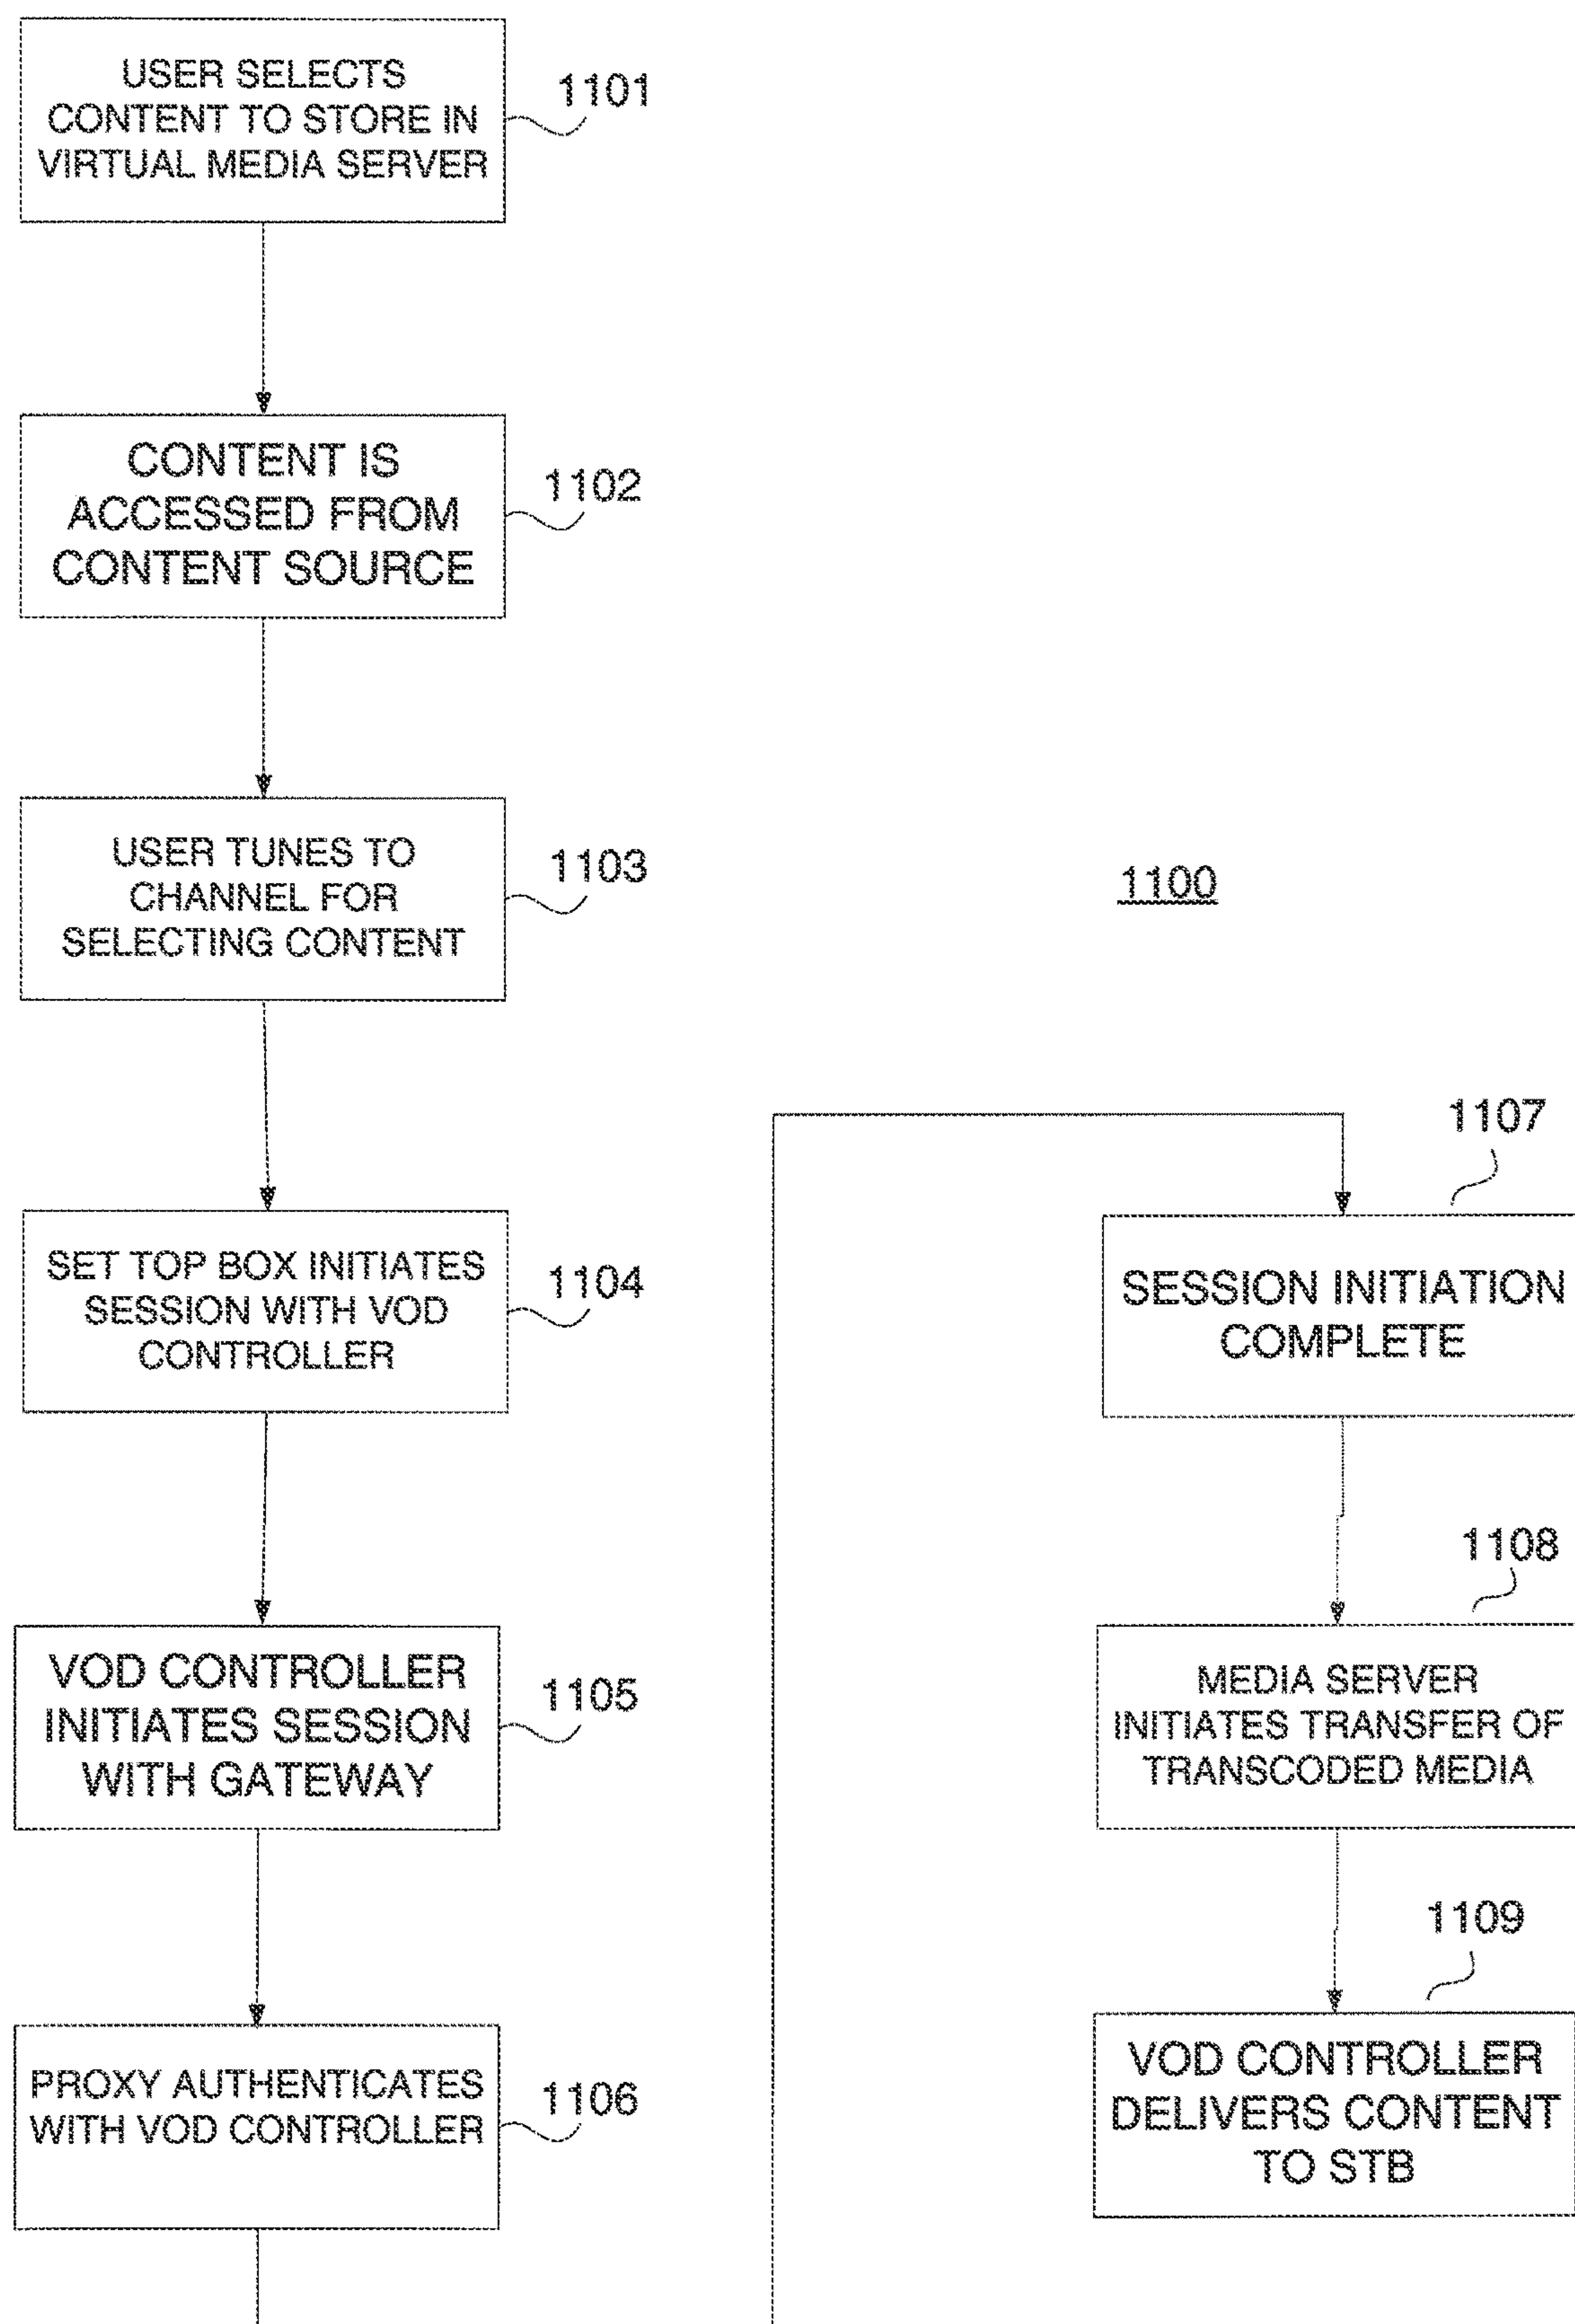 USER SELECTS
CONTENT TO STORE IN
VIRTUAL MEDIA SERVER
1101
CONTENT IS
ACCESSED FROM
CONTENT SOURCE
1102
USER TUNES TO
CHANNEL FOR
SELECTING CONTENT
1103
1100
SET TOP BOX INITIATES
SESSION WITH VOD
CONTROLLER
1104
VOD CONTROLLER
INITIATES SESSION
WITH GATEWAY
1105
PROXY AUTHENTICATES
WITH VOD CONTROLLER
1106
1107
SESSION INITIATION
COMPLETE
1108
MEDIA SERVER
INITIATES TRANSFER OF
TRANSCODED MEDIA
1109
VOD CONTROLLER
DELIVERS CONTENT
TO STB